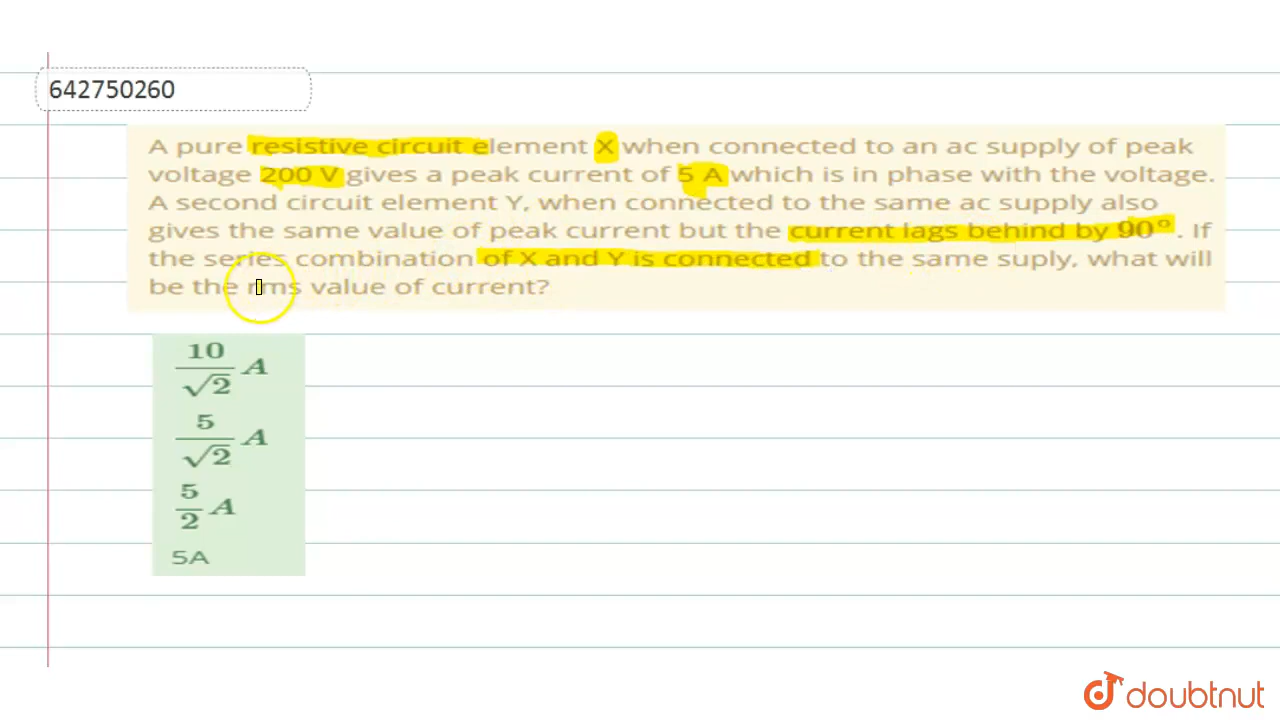 642750260
A pure resistive circuit element X when connected to an ac supply of peak
voltage 200 V gives a peak current of 5 A which is in phase with the voltage.
A second circuit element Y, when connected to the same ac supply also
gives the same value of peak current but the current lags behind by 90°. If
the series combination of X and Y is connected to the same suply, what will
be the rms value of current?
10/√2 A
5/√2 A
5/2 A
5A
doubtnut